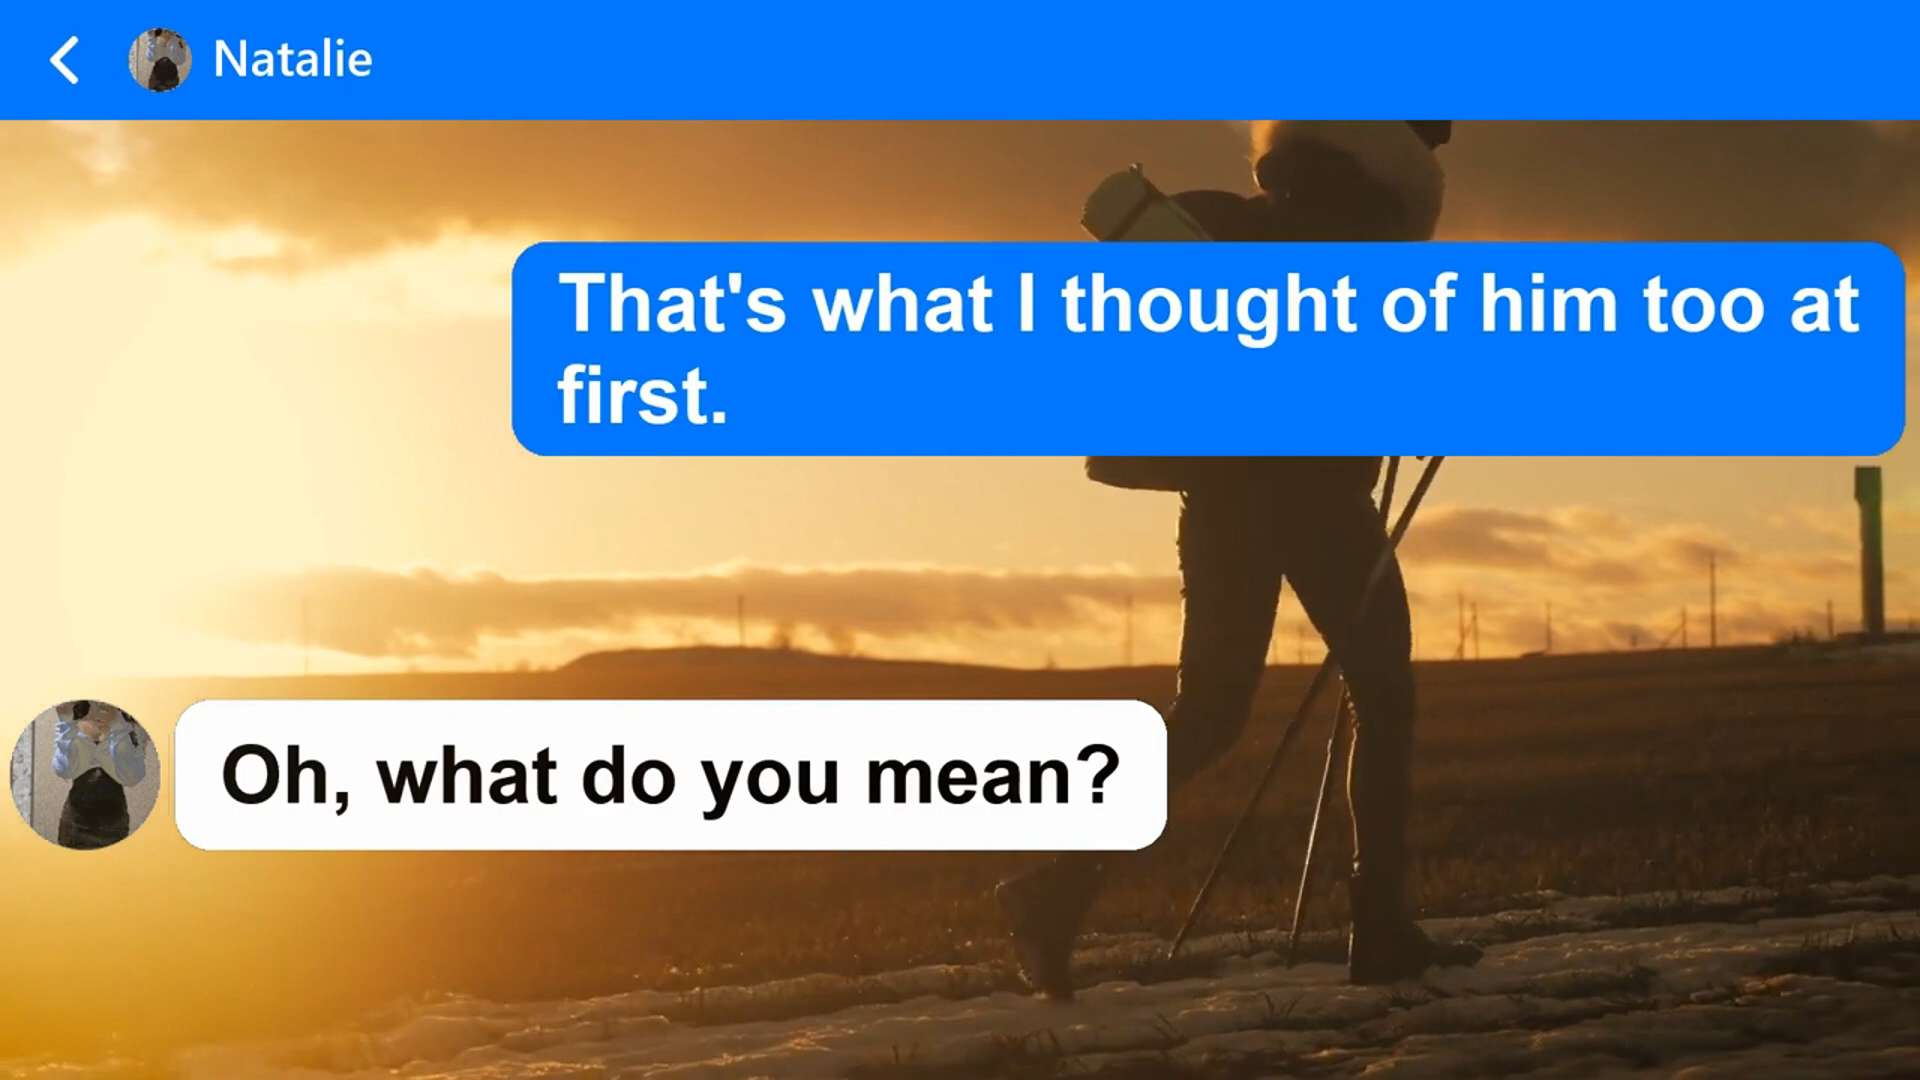 Natalie
That's what I thought of him too at
first.
Oh, what do you mean?